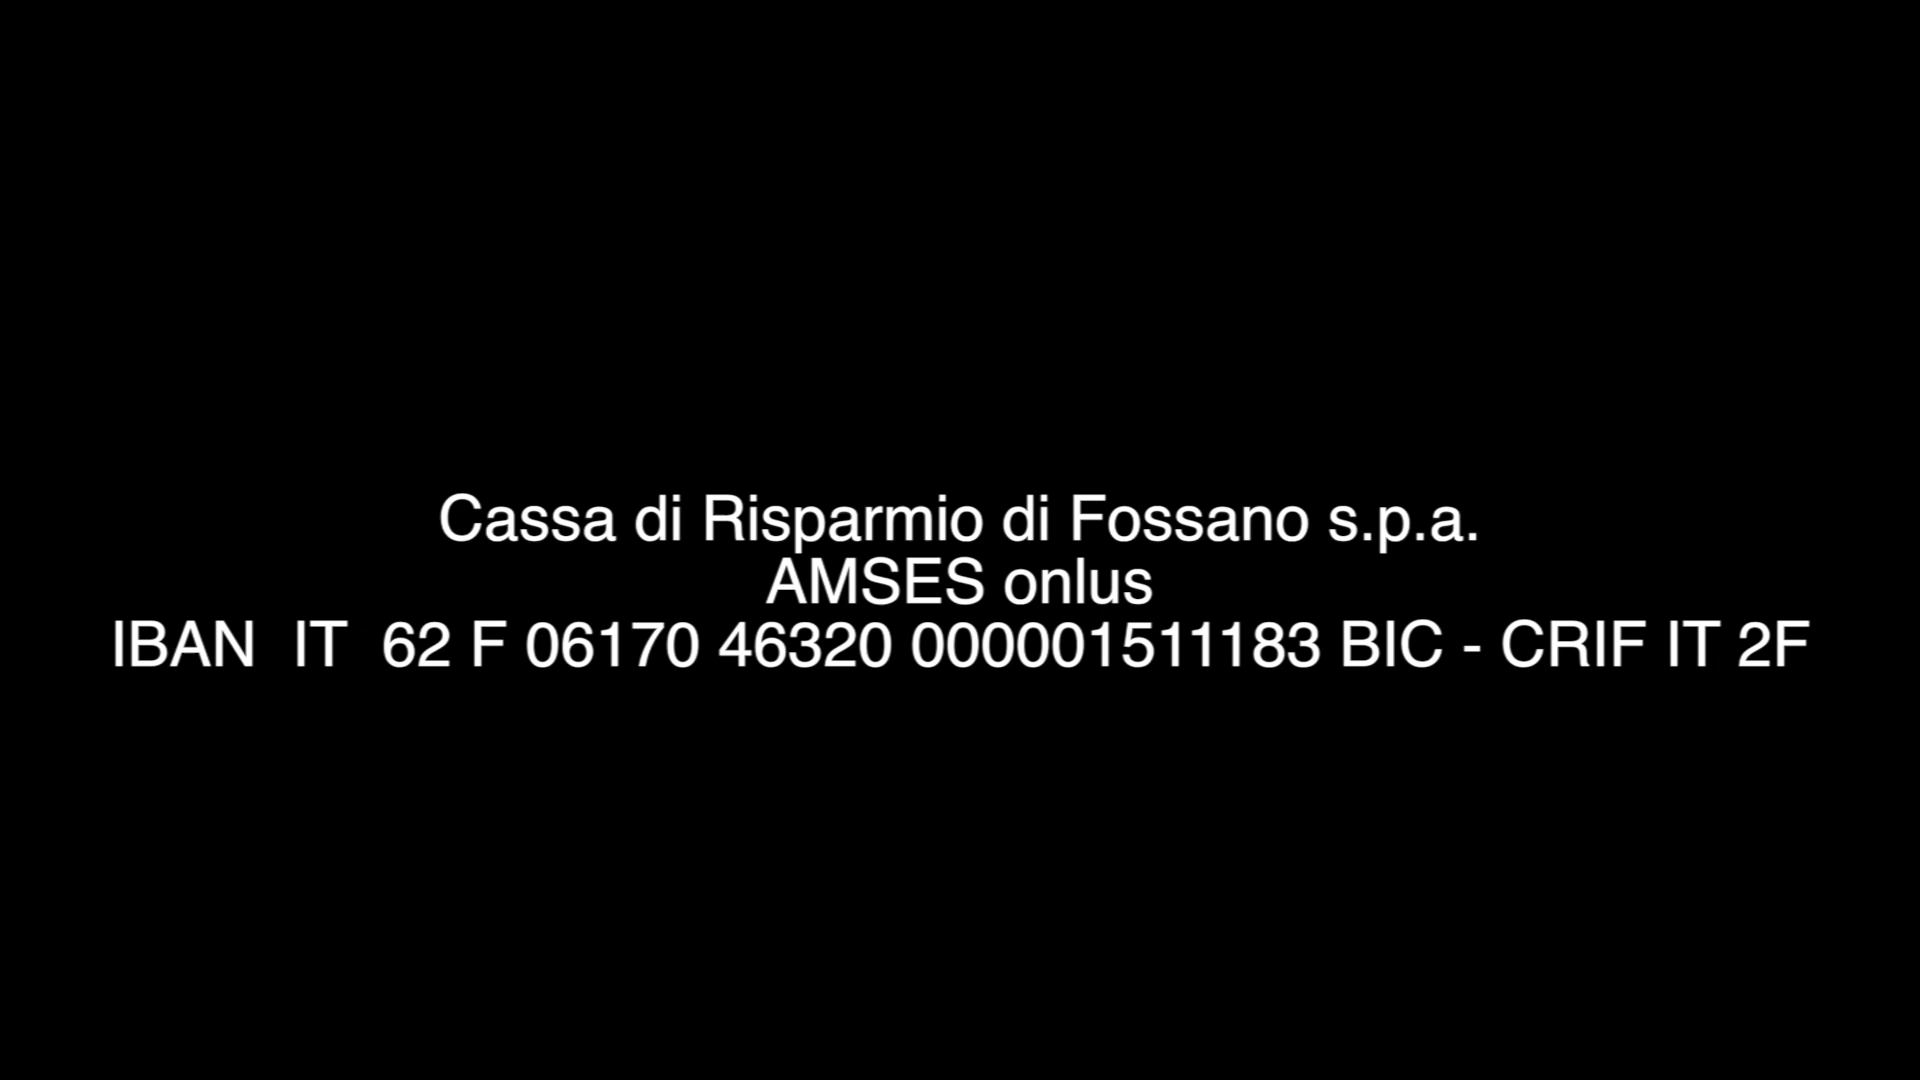 Cassa di Risparmio di Fossano s.p.a.
AMSES onlus
IBAN  IT  62 F 06170 46320 000001511183 BIC - CRIF IT 2F